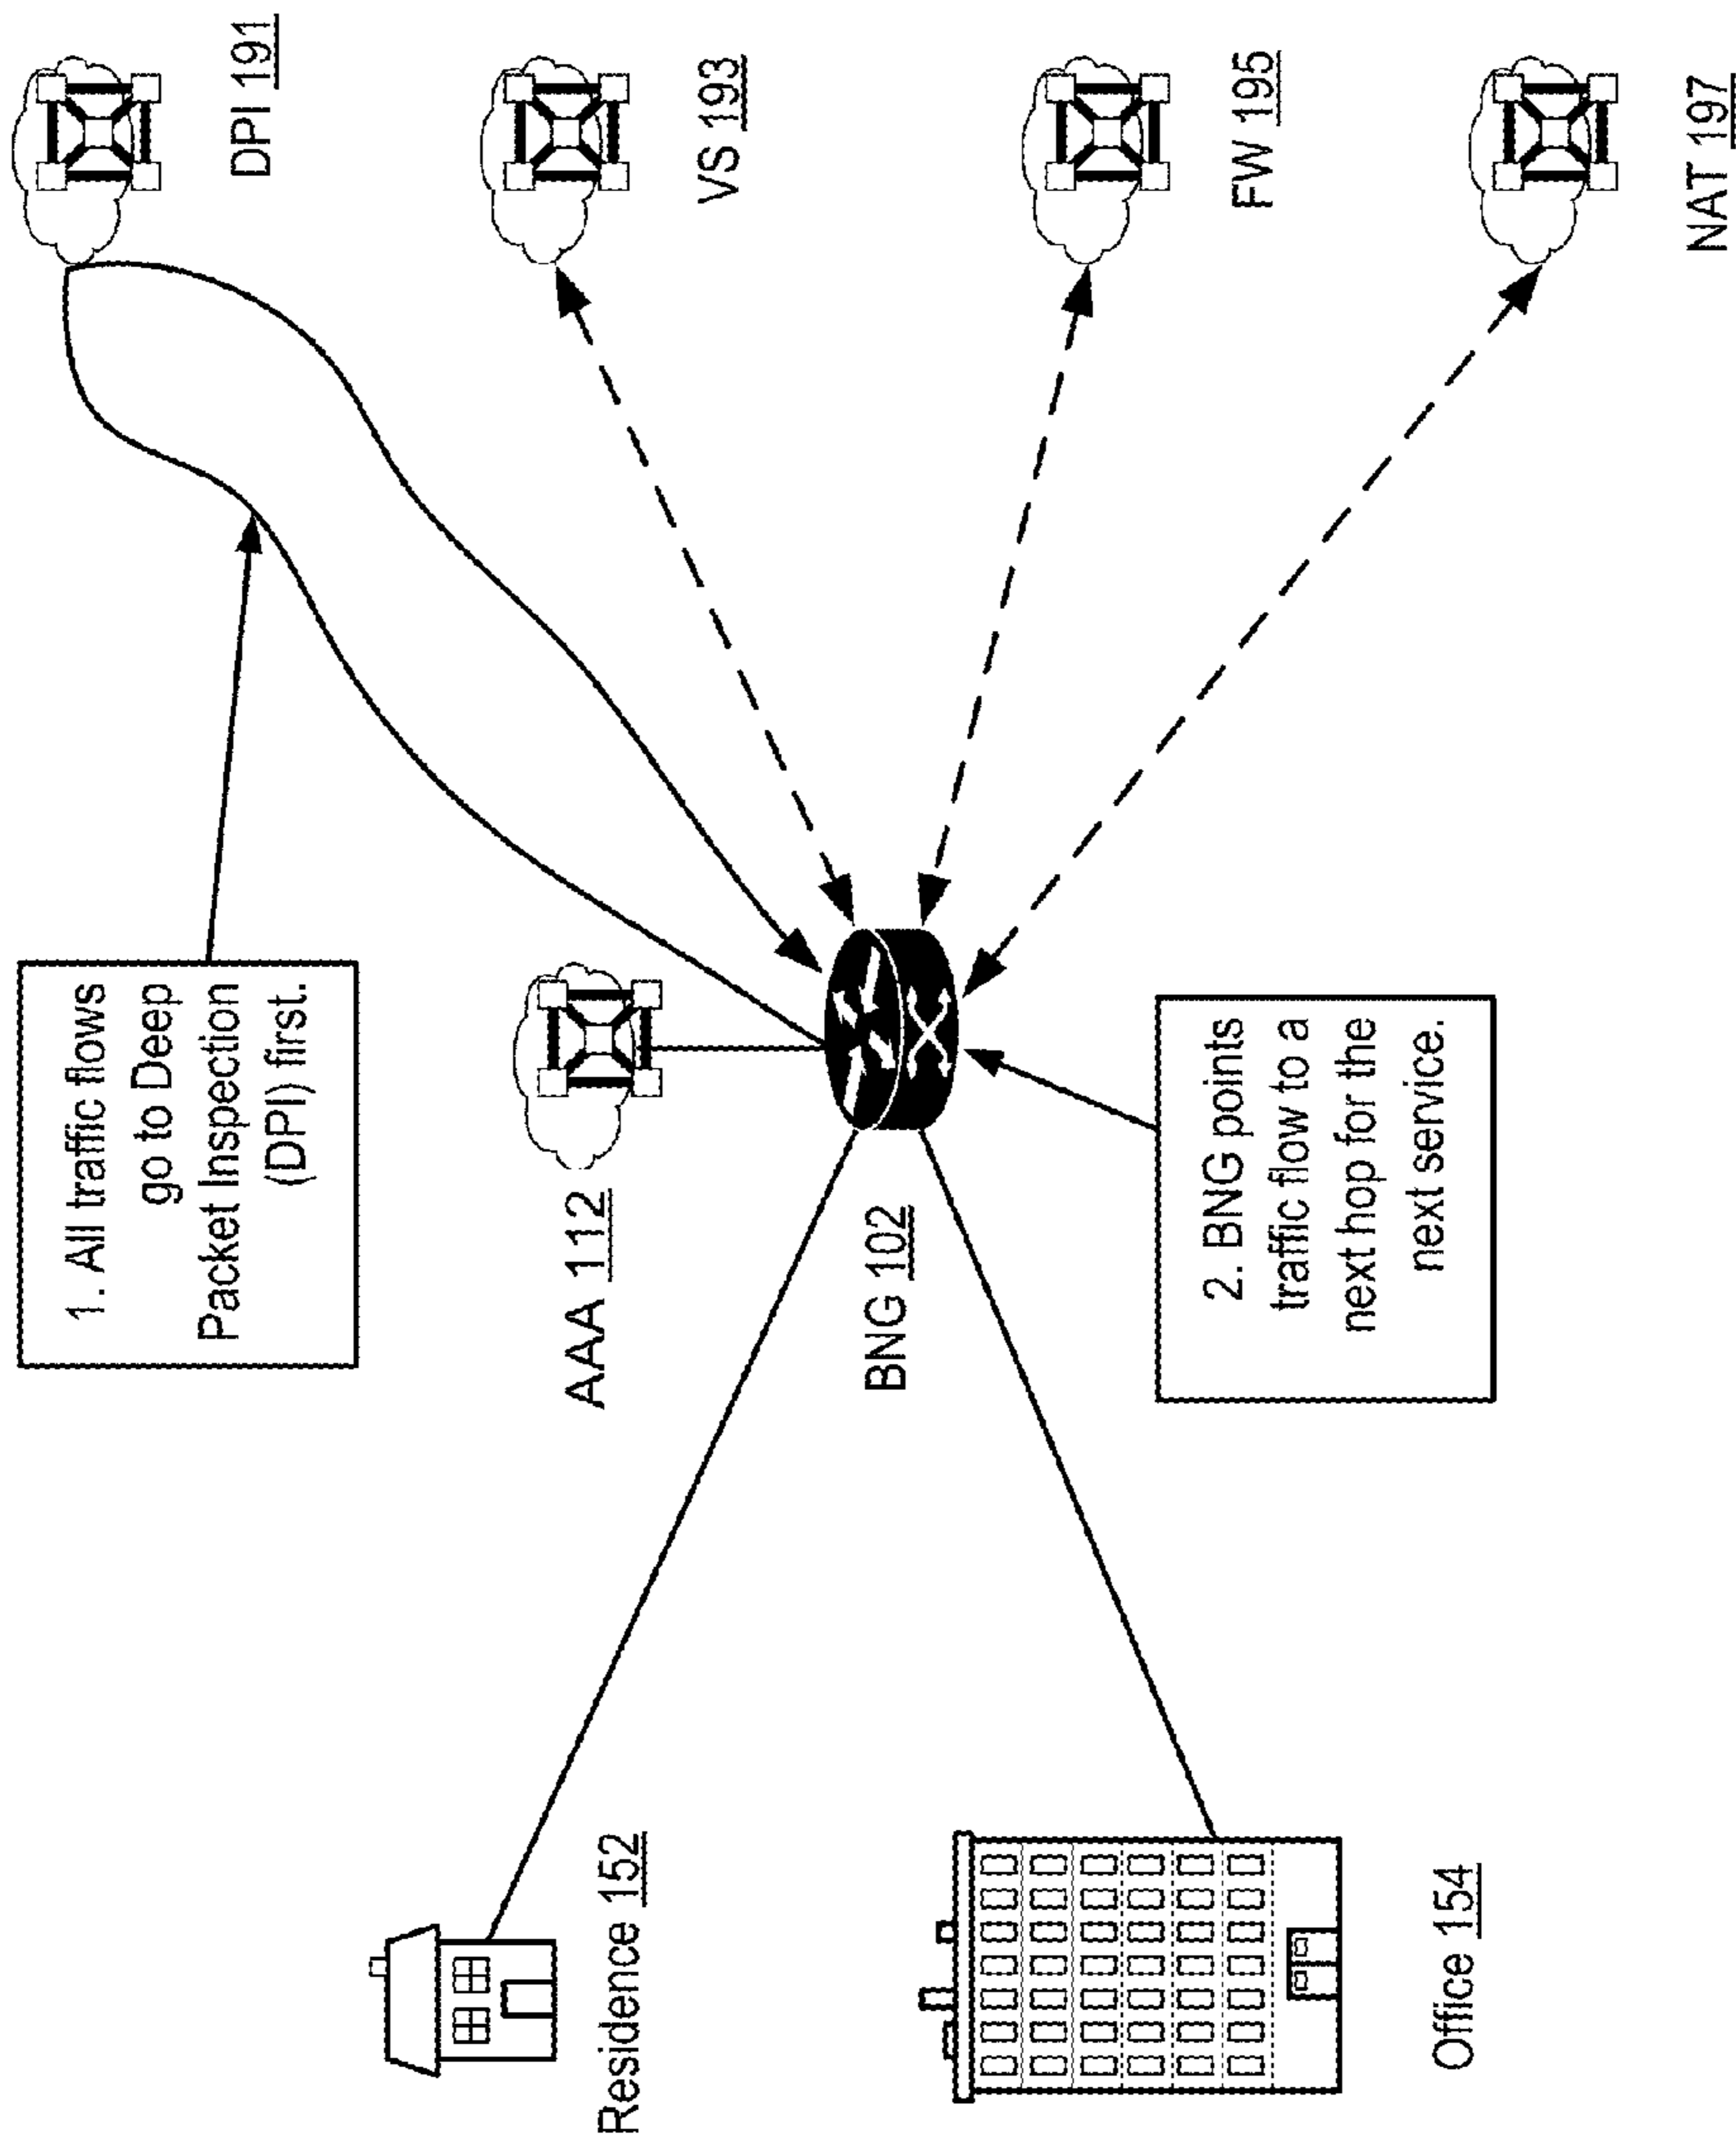 1. All traffic flows
go to Deep
Packet Inspection
(DPI) first.
DPI 191
AAA 112
VS 193
Residence 152
BNG 102
FW 195
2. BNG points
traffic flow to a
next hop for the
next service.
Office 154
NAT 197